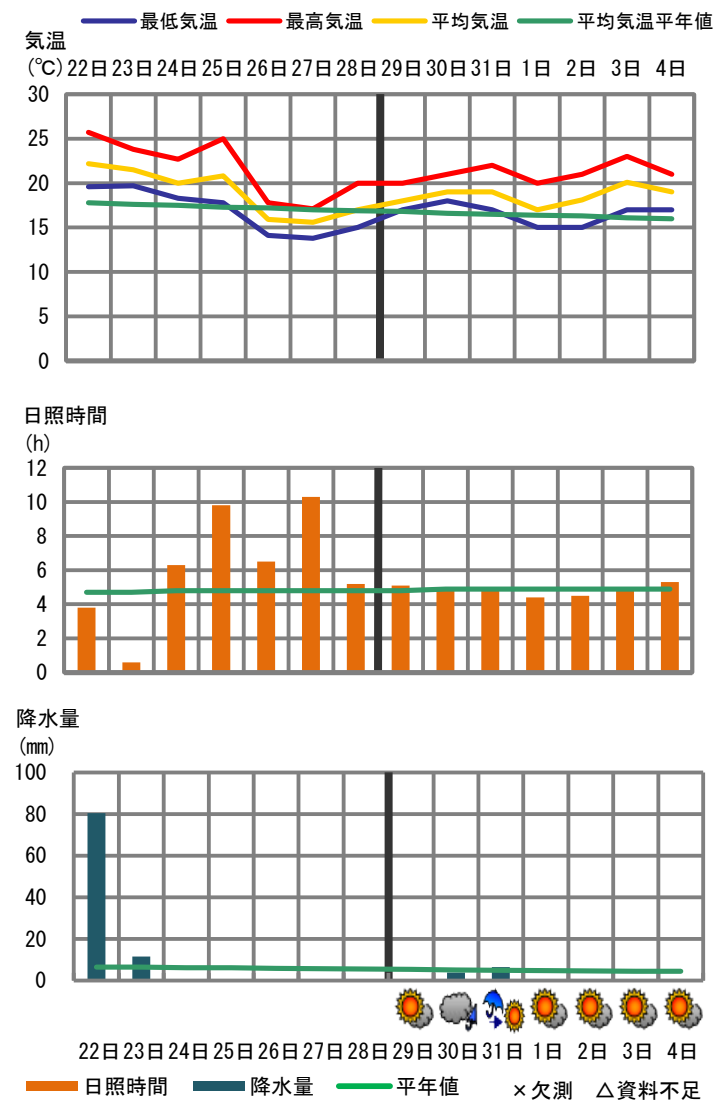 最低気温 最高気温 平均気温 平均気温平年値
気温
(℃) 22日 23日 24日 25日 26日 27日 28日 29日 30日 31日 1日 2日 3日 4日
30
25
20
15
10
5
0
日照時間
(h)
12
10
8
6
4
2
0
降水量
(㎜)
100
80
60
40
20
0
22日 23日 24日 25日 26日 27日 28日 29日 30日 31日 1日 2日 3日 4日
日照時間 降水量 平年値 ×欠測 △資料不足